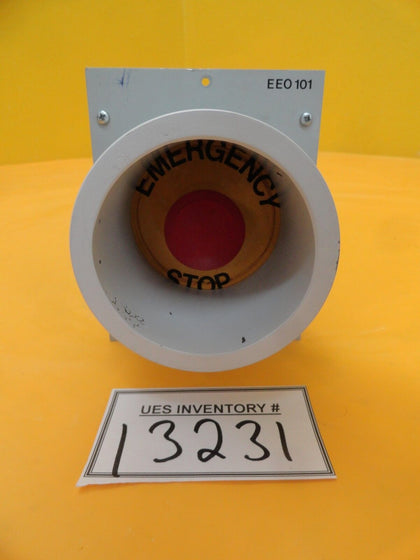 EEO 101
EMERGENCY
STOP
UES INVENTORY #
13231